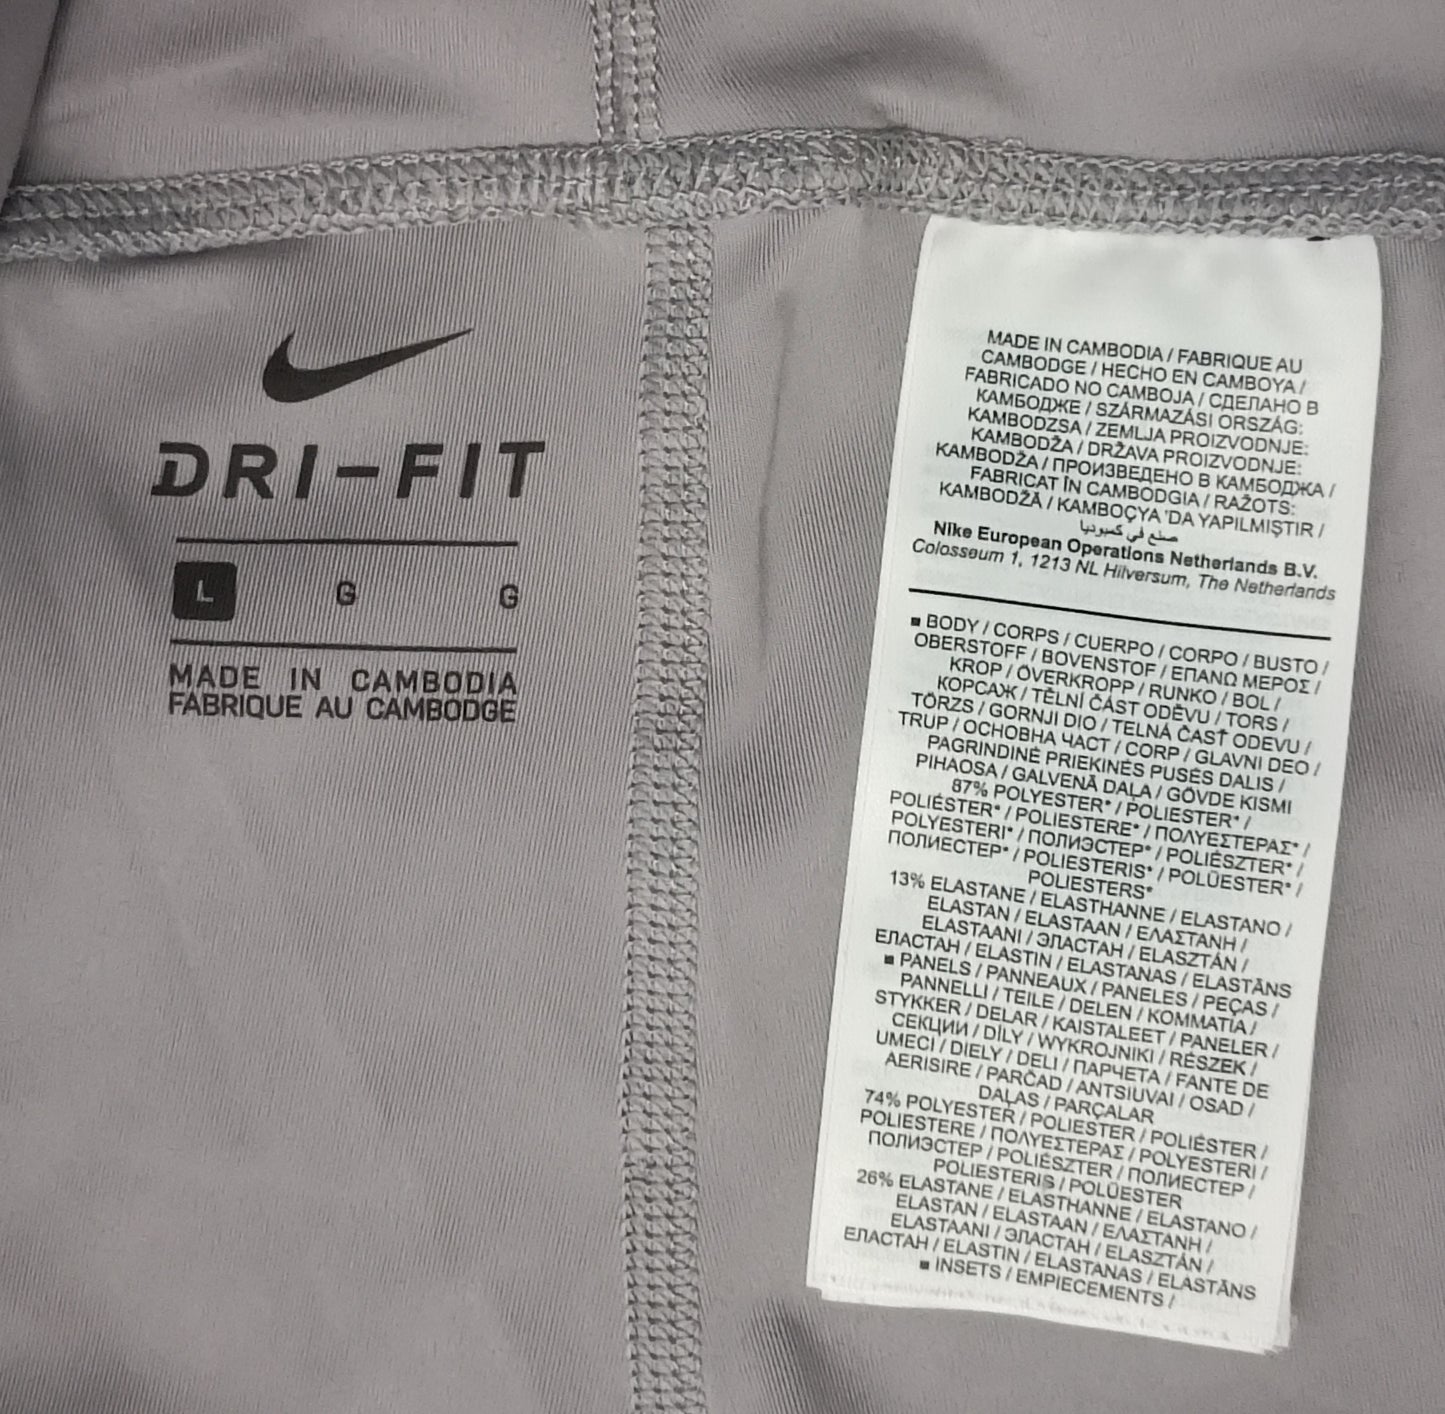 DRI-FIT
L G G
MADE IN CAMBODIA
FABRIQUE AU CAMBODGE
MADE IN CAMBODIA / FABRIQUE AU
CAMBODGE / HECHO EN CAMBOYA /
FABRICADO NO CAMBOJA / СДЕЛАНО В
КАМБОДЖЕ / SZÁRMAZÁSI ORSZÁG:
KAMBODZSA / ZEMLJA PROIZVODNJE:
KAMBODŽA / DRŽAVA PROIZVODNJE:
KAMBODŽA / ПРОИЗВЕДЕНО В КАМБОДЖА /
FABRICAT ÎN CAMBODGIA / RAŽOTS:
KAMBODŽĀ / KAMBOÇYA 'DA YAPILMIŞTIR /
صنع في كمبوديا
Nike European Operations Netherlands B.V.
Colosseum 1, 1213 NL Hilversum, The Netherlands
■ BODY / CORPS / CUERPO / CORPO / BUSTO /
OBERSTOFF / BOVENSTOF / ΕΠΑΝΩ ΜΕΡΟΣ /
KROP / ÖVERKROPP / RUNKO / BOL /
КОРСАЖ / TĚLNÍ ČÁST ODĚVU / TORS /
TÖRZS / GORNJI DIO / TELNÁ ČASŤ ODEVU /
TRUP / ОСНОВНА ЧАСТ / CORP / GLAVNI DEO /
PAGRINDINĖ PRIEKINĖS PUSĖS DALIS /
PIHAOSA / GALVENĀ DAĻA / GÖVDE KISMI
87% POLYESTER* / POLIESTER* /
POLIÉSTER* / POLIESTERE* / ΠΟΛΥΕΣΤΕΡΑΣ* /
POLYESTERI* / ПОЛИЭСТЕР* / POLIÉSZTER* /
ПОЛИЕСТЕР* / POLIESTERIS* / POLÜESTER* /
POLIESTERS*
13% ELASTANE / ELASTHANNE / ELASTANO /
ELASTAN / ELASTAAN / ΕΛΑΣΤΑΝΗ /
ELASTAANI / ЭЛАСТАН / ELASZTÁN /
ЕЛАСТАН / ELASTIN / ELASTANAS / ELASTĀNS
■ PANELS / PANNEAUX / PANELES / PEÇAS /
PANNELLI / TEILE / DELEN / ΚΟΜΜΑΤΙΑ /
STYKKER / DELAR / KAISTALEET / PANELER /
СЕКЦИИ / DÍLY / WYKROJNIKI / RÉSZEK /
UMECI / DIELY / DELI / ПАРЧЕТА / FANTE DE
AERISIRE / PARČAD / ANTSIUVAI / OSAD /
DAĻAS / PARÇALAR
74% POLYESTER / POLIESTER / POLIÉSTER /
POLIESTERE / ΠΟΛΥΕΣΤΕΡΑΣ / POLYESTERI /
ПОЛИЭСТЕР / POLIÉSZTER / ПОЛИЕСТЕР /
POLIESTERIS / POLÜESTER
26% ELASTANE / ELASTHANNE / ELASTANO /
ELASTAN / ELASTAAN / ΕΛΑΣΤΑΝΗ /
ELASTAANI / ЭЛАСТАН / ELASZTÁN /
ЕЛАСТАН / ELASTIN / ELASTANAS / ELASTĀNS
■ INSETS / EMPIECEMENTS /